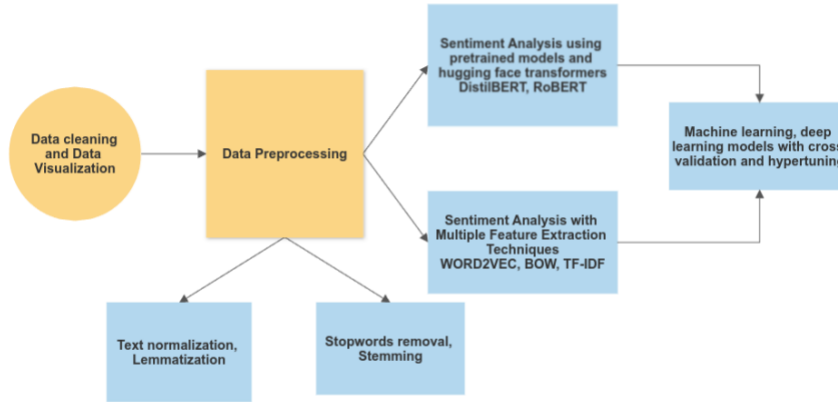 Data cleaning
and Data
Visualization
Data Preprocessing
Sentiment Analysis using
pretrained models and
hugging face transformers
DistilBERT, RoBERT
Sentiment Analysis with
Multiple Feature Extraction
Techniques
WORD2VEC, BOW, TF-IDF
Machine learning, deep
learning models with cross
validation and hypertuning
Text normalization,
Lemmatization
Stopwords removal,
Stemming